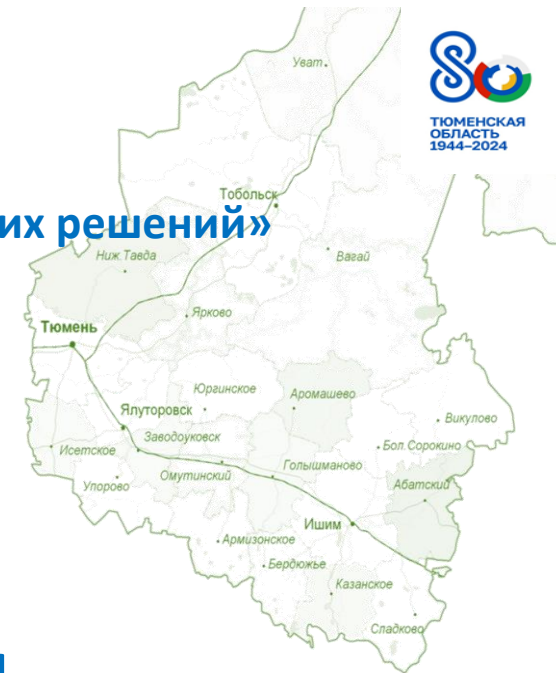 Уват
ТЮМЕНСКАЯ
ОБЛАСТЬ
1944–2024
Тобольск
их решений»
Ниж.Тавда
Вагай
Ярково
Тюмень
Юргинское
Аромашево
Ялуторовск
Викулово
Заводоуковск
Бол.Сорокино
Исетское
Голышманово
Омутинский
Упорово
Абатский
Ишим
Армизонское
Бердюжье
Казанское
Сладково